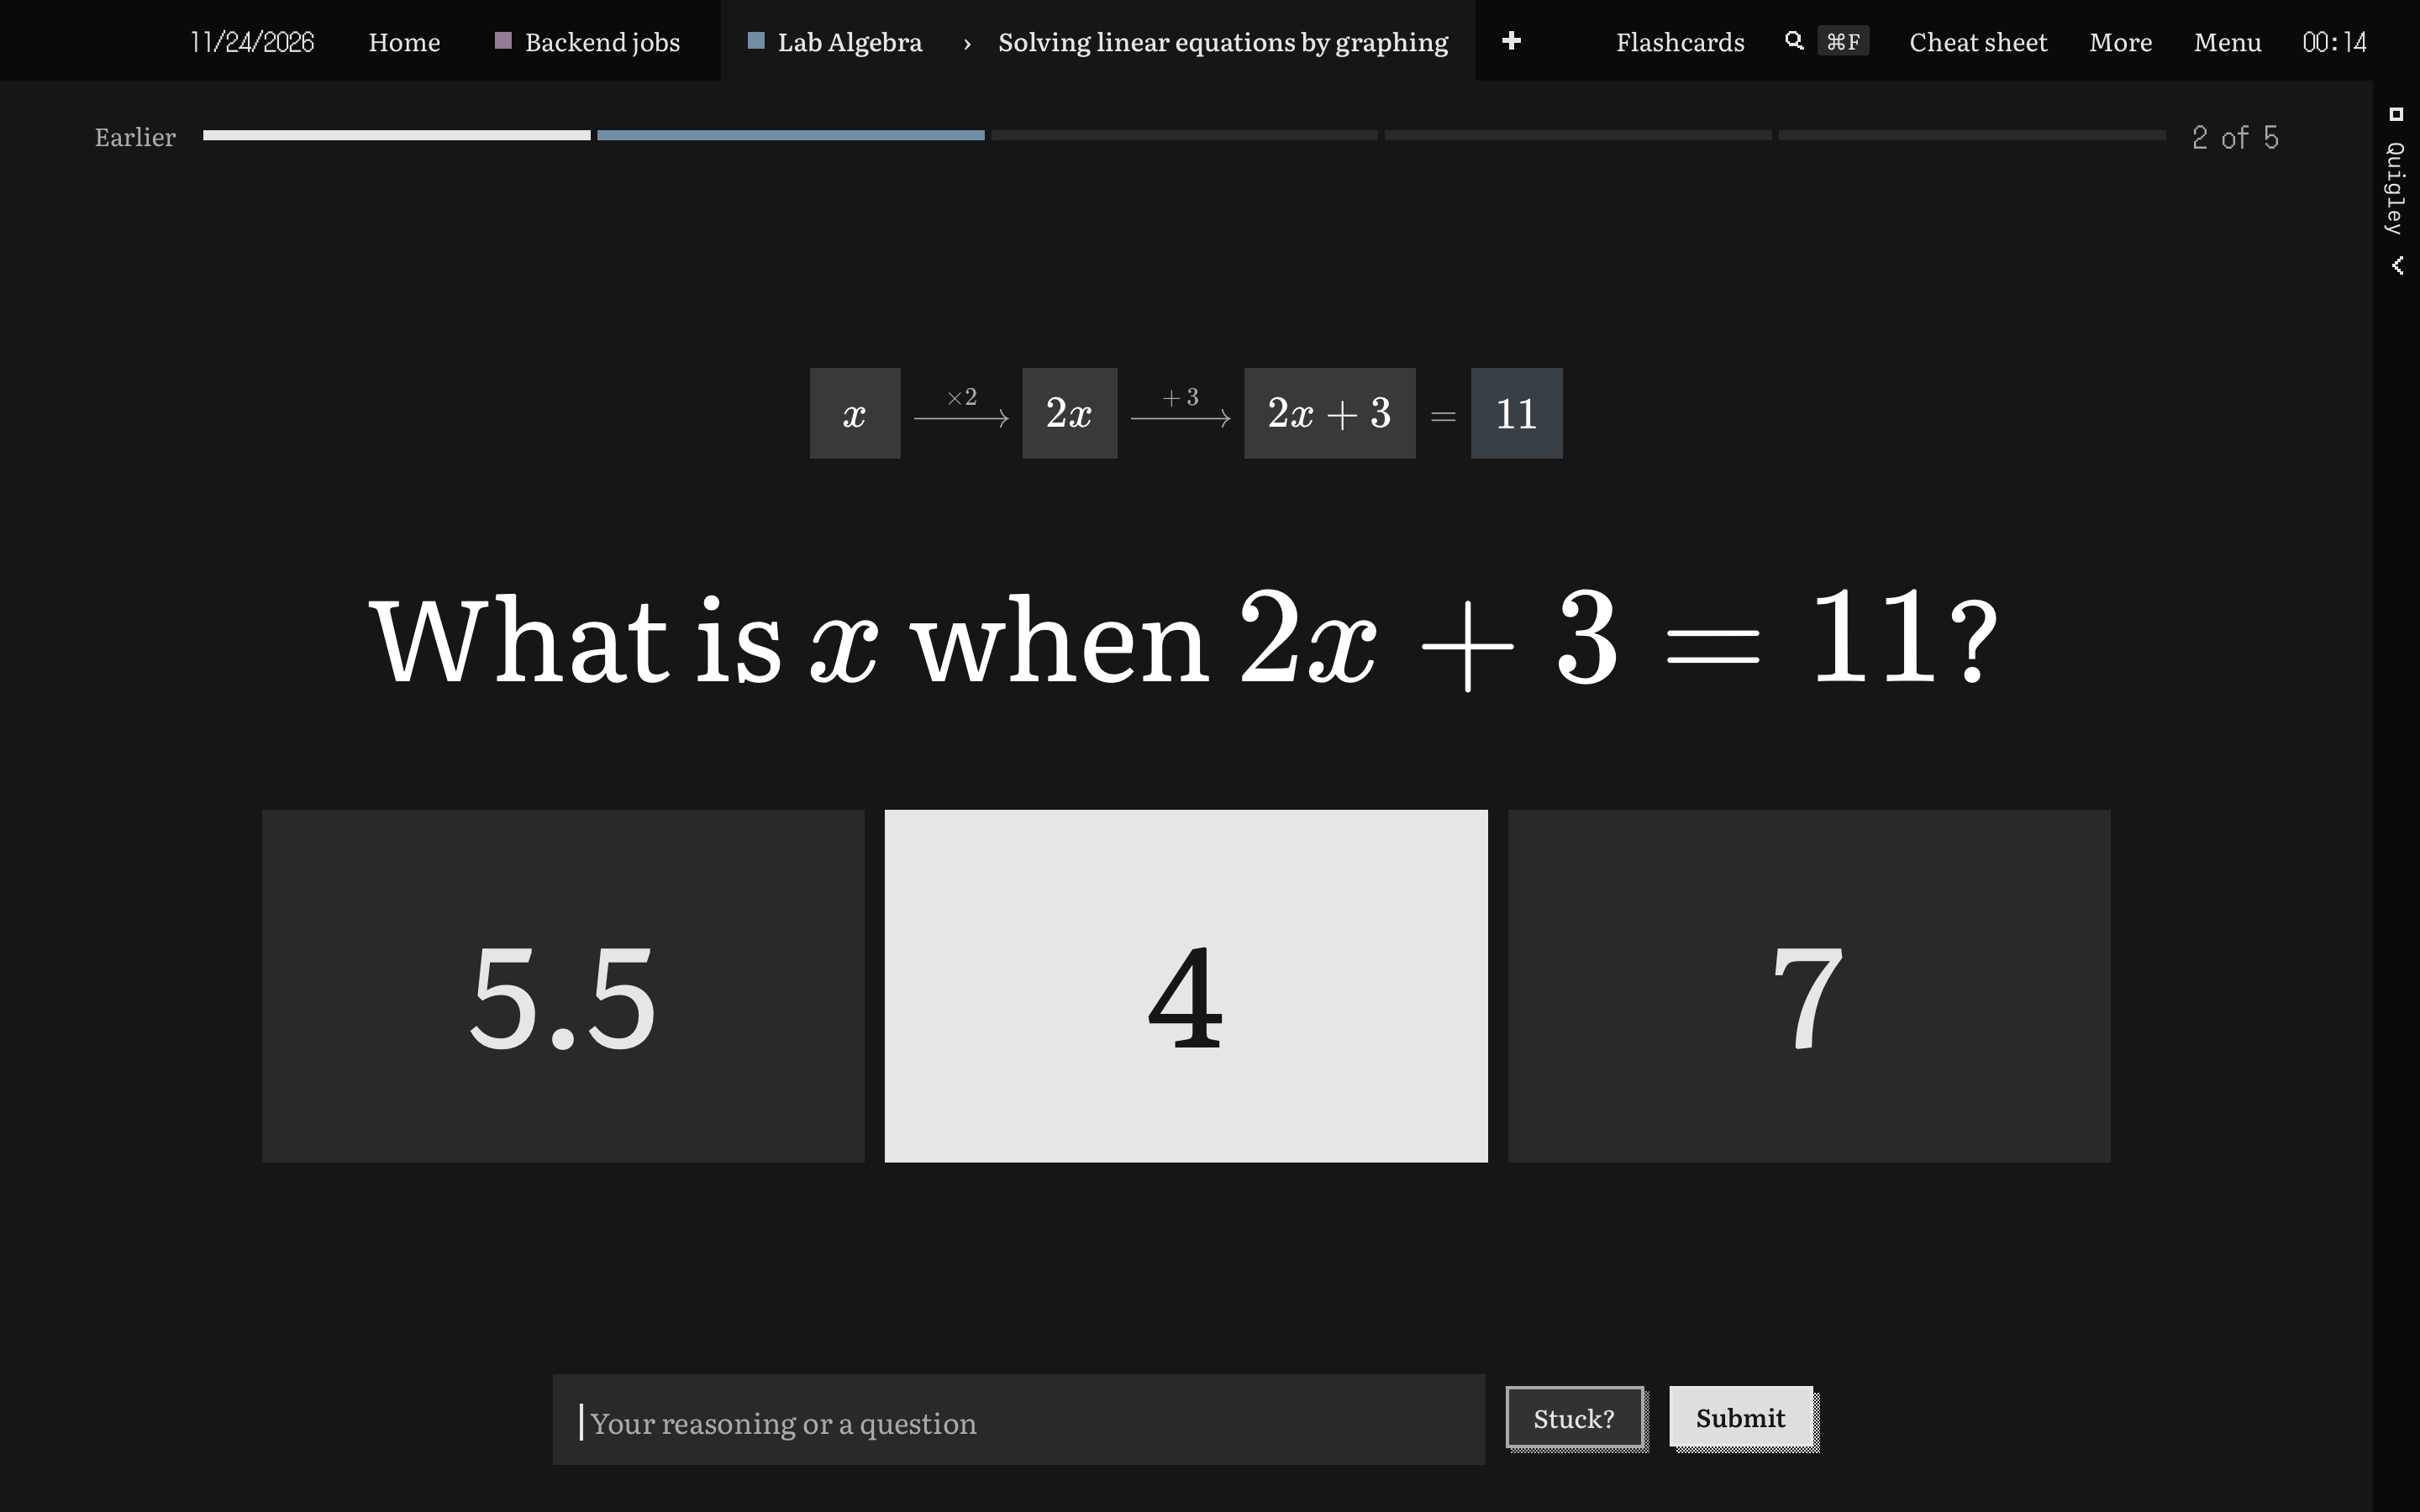 11/24/2026 Home Backend jobs Lab Algebra › Solving linear equations by graphing + Flashcards ⌘F Cheat sheet More Menu 00:14
Earlier 2 of 5
Quigley
x ×2 2x + 3 2x + 3 = 11
What is x when 2x + 3 = 11?
5.5 4 7
Your reasoning or a question Stuck? Submit